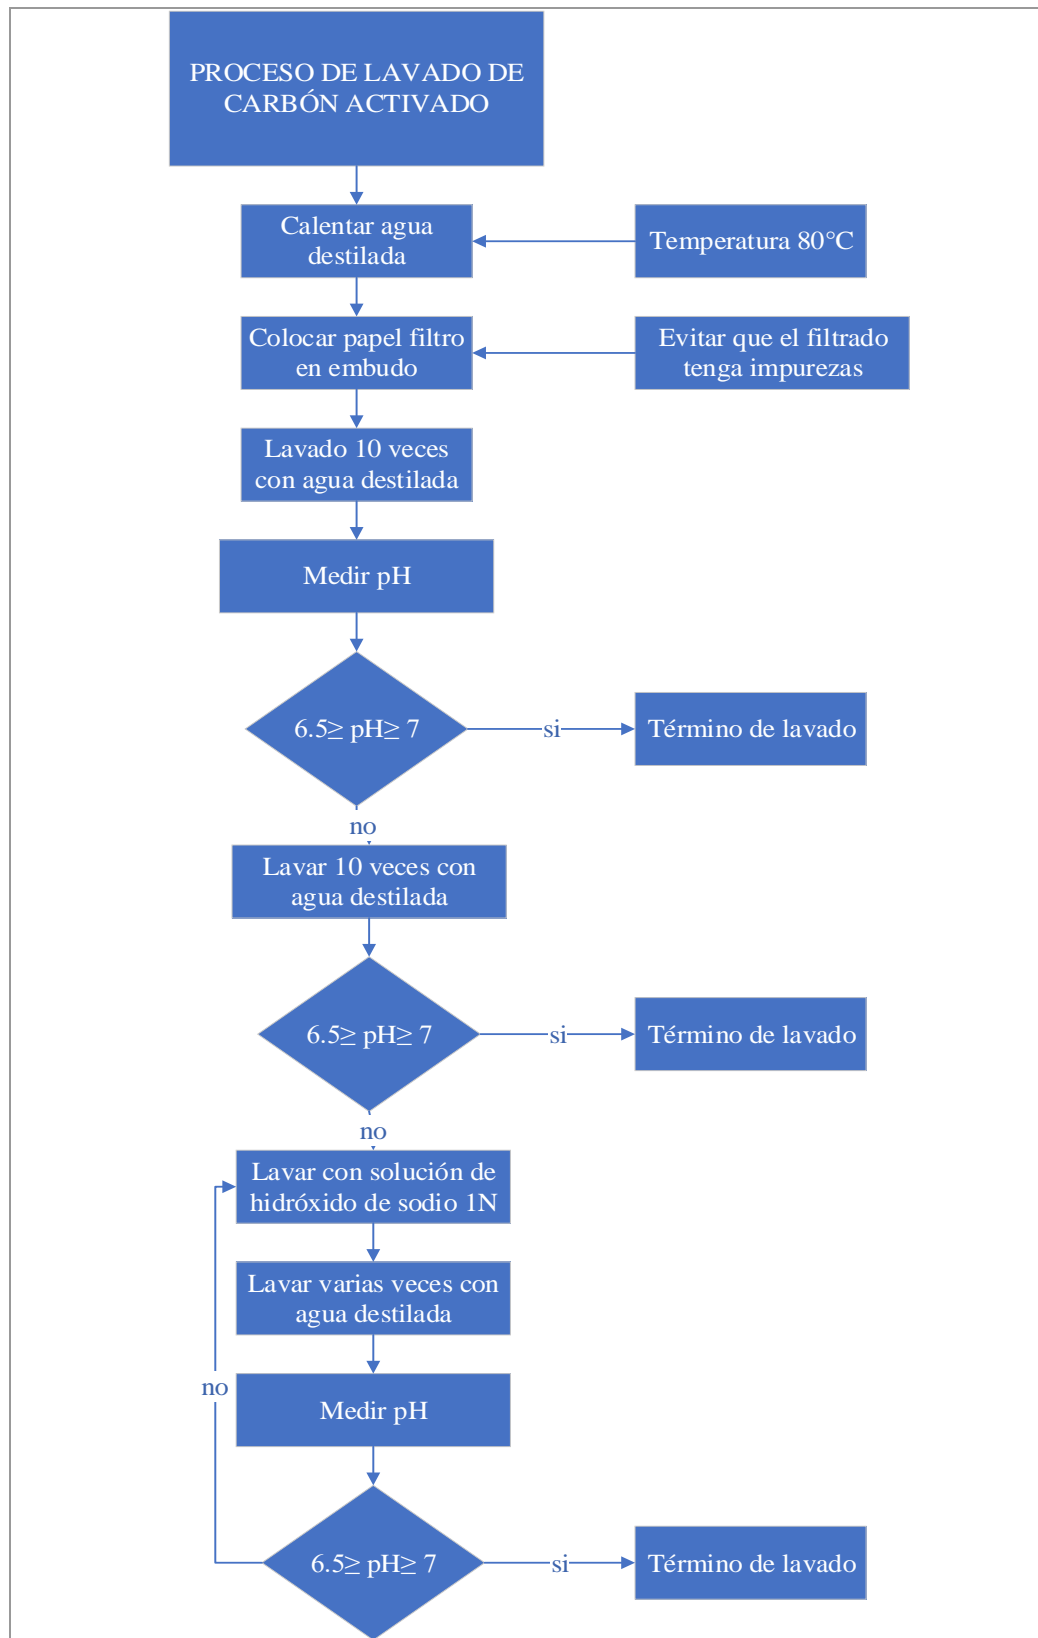 PROCESO DE LAVADO DE
CARBÓN ACTIVADO
Calentar agua
destilada
Temperatura 80°C
Colocar papel filtro
en embudo
Evitar que el filtrado
tenga impurezas
Lavado 10 veces
con agua destilada
Medir pH
6.5≥ pH≥ 7
si
Término de lavado
no
Lavar 10 veces con
agua destilada
6.5≥ pH≥ 7
si
Término de lavado
no
Lavar con solución de
hidróxido de sodio 1N
Lavar varias veces con
agua destilada
no
Medir pH
6.5≥ pH≥ 7
si
Término de lavado